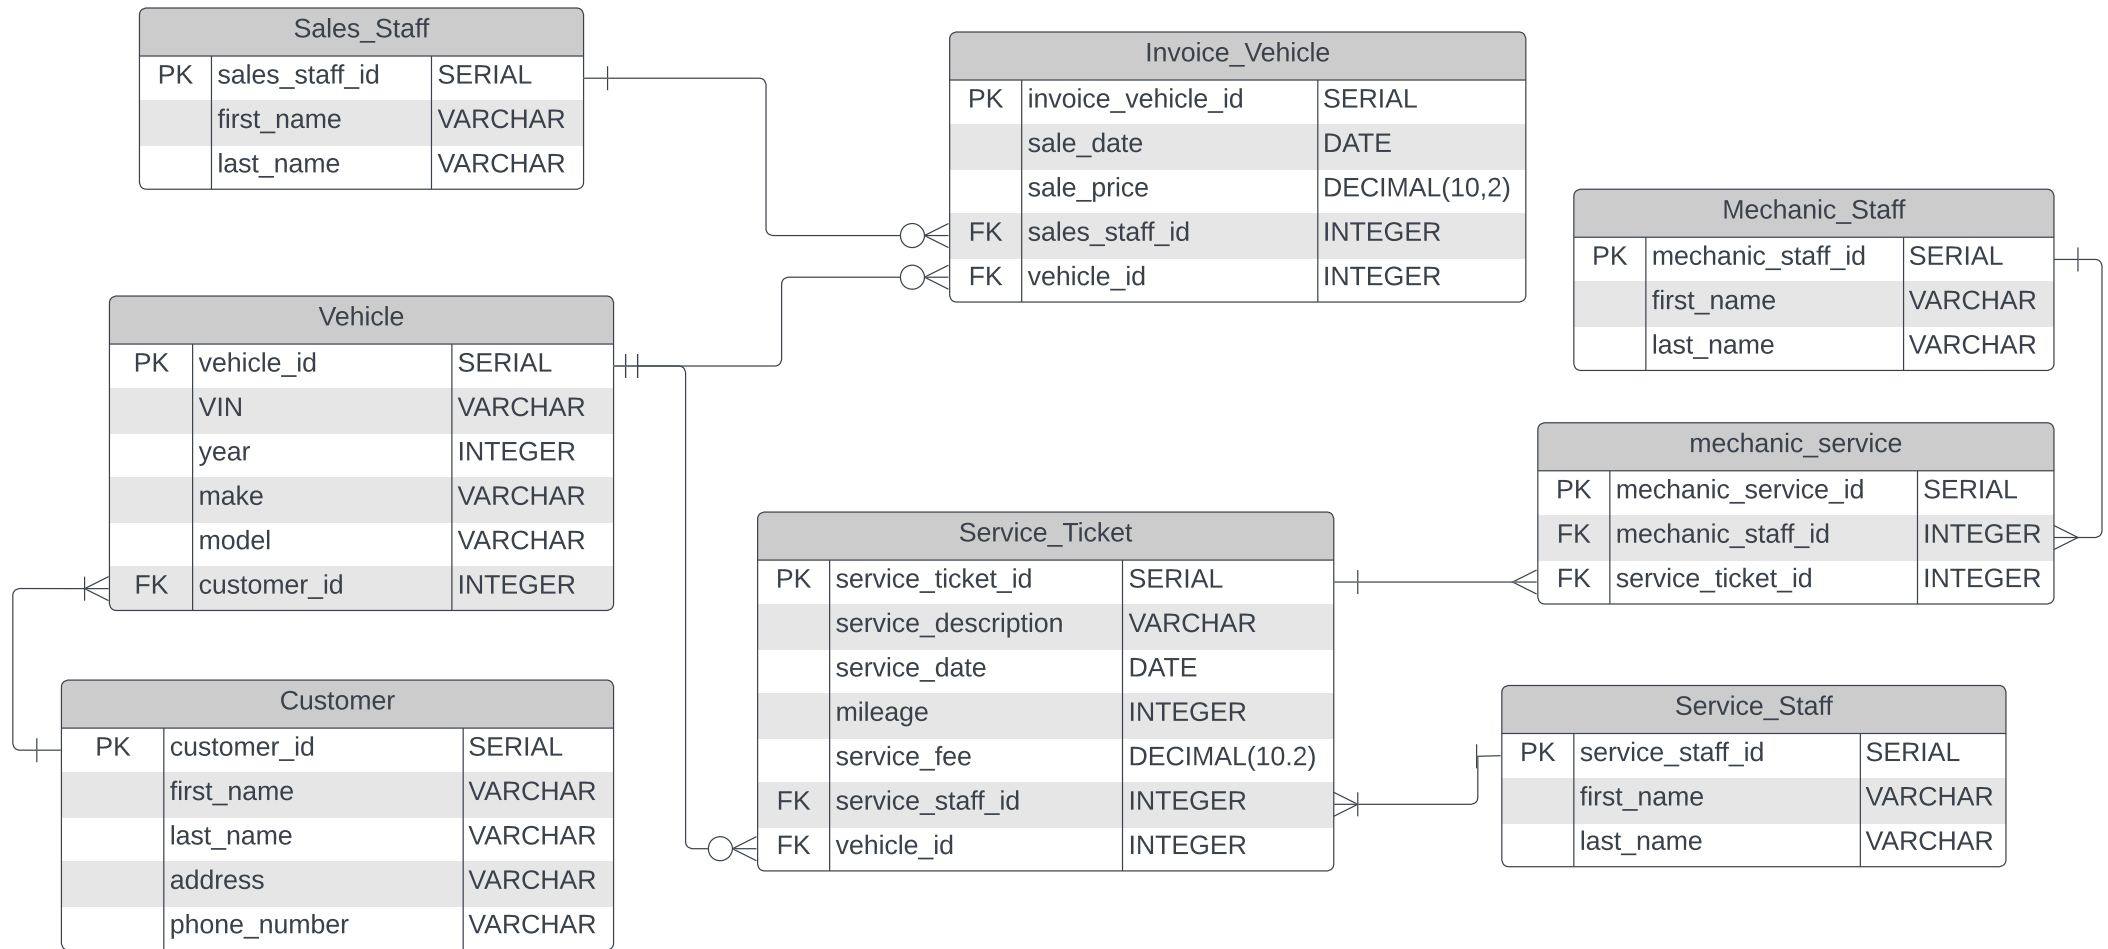 Sales_Staff
PK sales_staff_id SERIAL
first_name VARCHAR
last_name VARCHAR
Invoice_Vehicle
PK invoice_vehicle_id SERIAL
sale_date DATE
sale_price DECIMAL(10,2)
FK sales_staff_id INTEGER
FK vehicle_id INTEGER
Mechanic_Staff
PK mechanic_staff_id SERIAL
first_name VARCHAR
last_name VARCHAR
Vehicle
PK vehicle_id SERIAL
VIN VARCHAR
year INTEGER
make VARCHAR
model VARCHAR
FK customer_id INTEGER
mechanic_service
PK mechanic_service_id SERIAL
FK mechanic_staff_id INTEGER
FK service_ticket_id INTEGER
Service_Ticket
PK service_ticket_id SERIAL
service_description VARCHAR
service_date DATE
mileage INTEGER
service_fee DECIMAL(10.2)
FK service_staff_id INTEGER
FK vehicle_id INTEGER
Customer
PK customer_id SERIAL
first_name VARCHAR
last_name VARCHAR
address VARCHAR
phone_number VARCHAR
Service_Staff
PK service_staff_id SERIAL
first_name VARCHAR
last_name VARCHAR